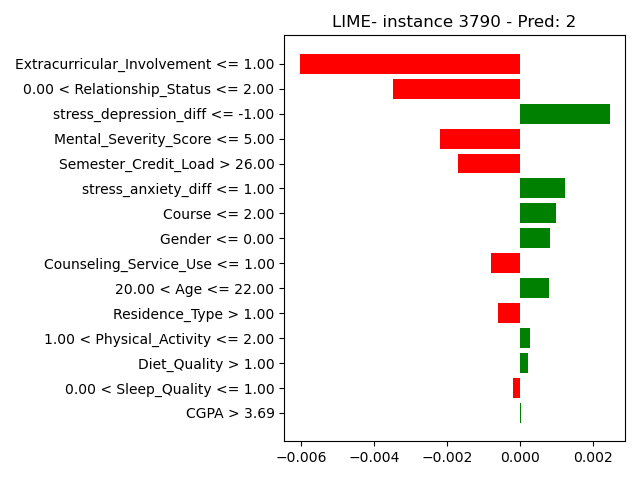 LIME- instance 3790 - Pred: 2
Extracurricular_Involvement <= 1.00
0.00 < Relationship_Status <= 2.00
stress_depression_diff <= -1.00
Mental_Severity_Score <= 5.00
Semester_Credit_Load > 26.00
stress_anxiety_diff <= 1.00
Course <= 2.00
Gender <= 0.00
Counseling_Service_Use <= 1.00
20.00 < Age <= 22.00
Residence_Type > 1.00
1.00 < Physical_Activity <= 2.00
Diet_Quality > 1.00
0.00 < Sleep_Quality <= 1.00
CGPA > 3.69
−0.006 −0.004 −0.002 0.000 0.002